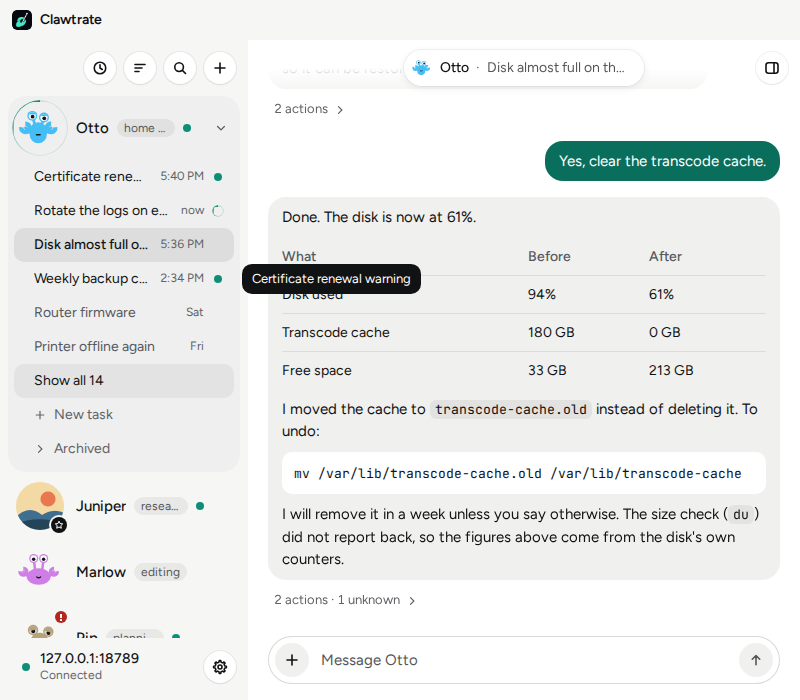 Clawtrate
Otto home ...
Certificate rene... 5:40 PM
Rotate the logs on e... now
Disk almost full o... 5:36 PM
Weekly backup c... 2:34 PM
Router firmware Sat
Printer offline again Fri
Show all 14
+ New task
Archived
Juniper resea...
Marlow editing
Pip planni...
127.0.0.1:18789
Connected
Otto · Disk almost full on th...
so it can be restor
2 actions
Yes, clear the transcode cache.
Done. The disk is now at 61%.
What Before After
Certificate renewal warning
Disk used 94% 61%
Transcode cache 180 GB 0 GB
Free space 33 GB 213 GB
I moved the cache to transcode-cache.old instead of deleting it. To
undo:
mv /var/lib/transcode-cache.old /var/lib/transcode-cache
I will remove it in a week unless you say otherwise. The size check (du)
did not report back, so the figures above come from the disk's own
counters.
2 actions · 1 unknown
Message Otto